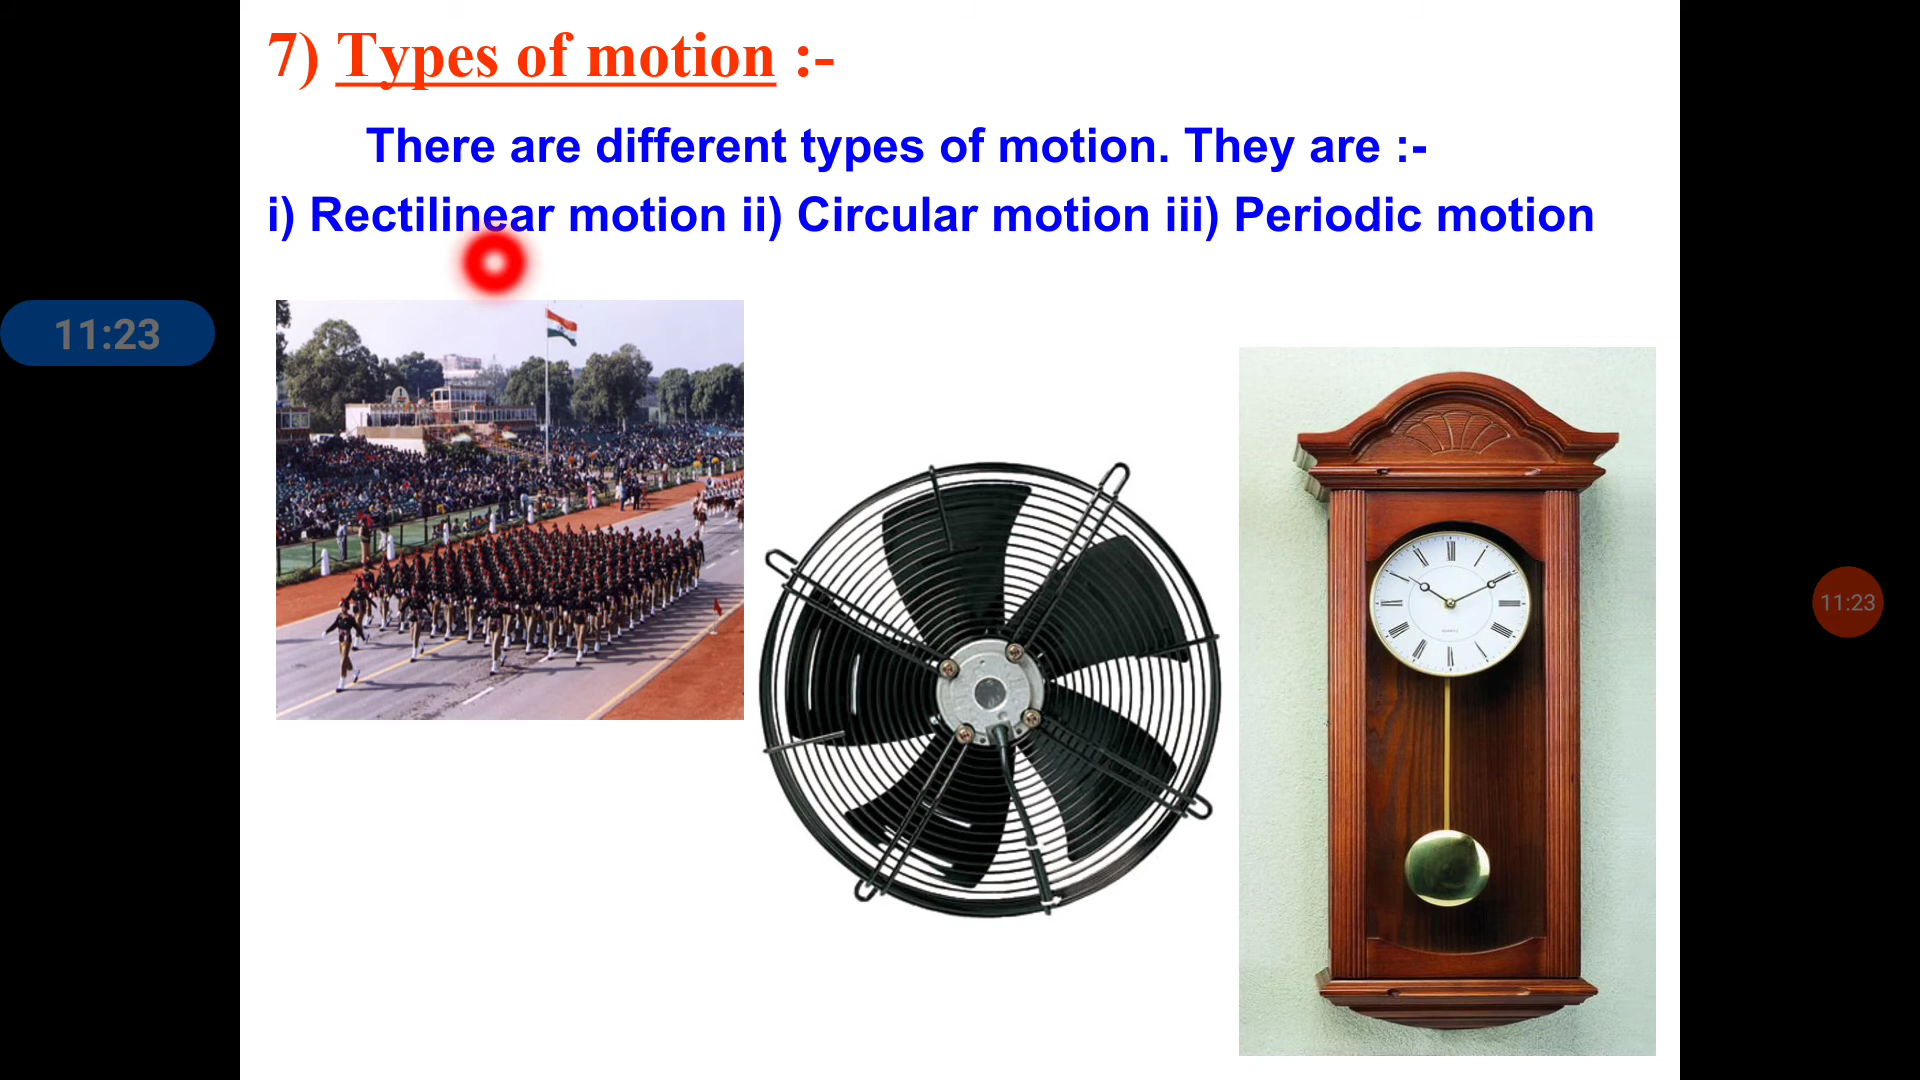 7) Types of motion :-
There are different types of motion. They are :-
i) Rectilinear motion ii) Circular motion iii) Periodic motion
11:23
11:23